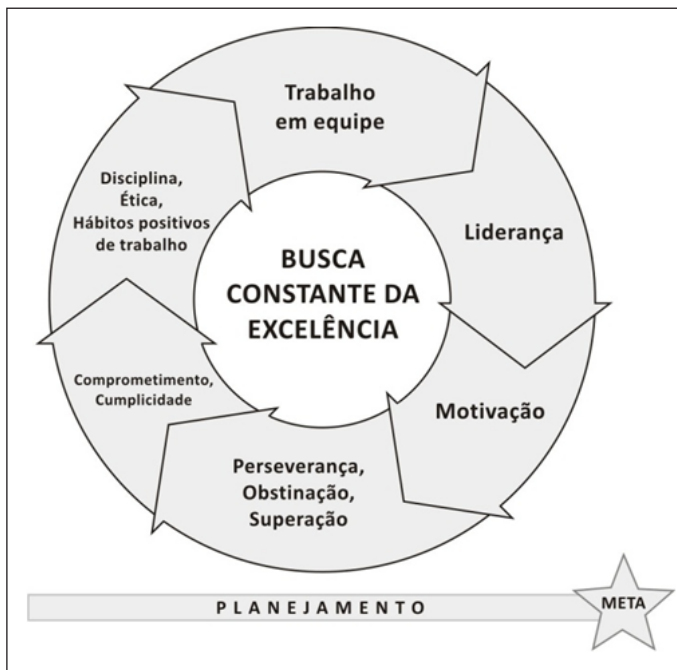 Trabalho
em equipe
Liderança
Motivação
Perseverança,
Obstinação,
Superação
Comprometimento,
Cumplicidade
Disciplina,
Ética,
Hábitos positivos
de trabalho
BUSCA
CONSTANTE DA
EXCELÊNCIA
PLANEJAMENTO
META